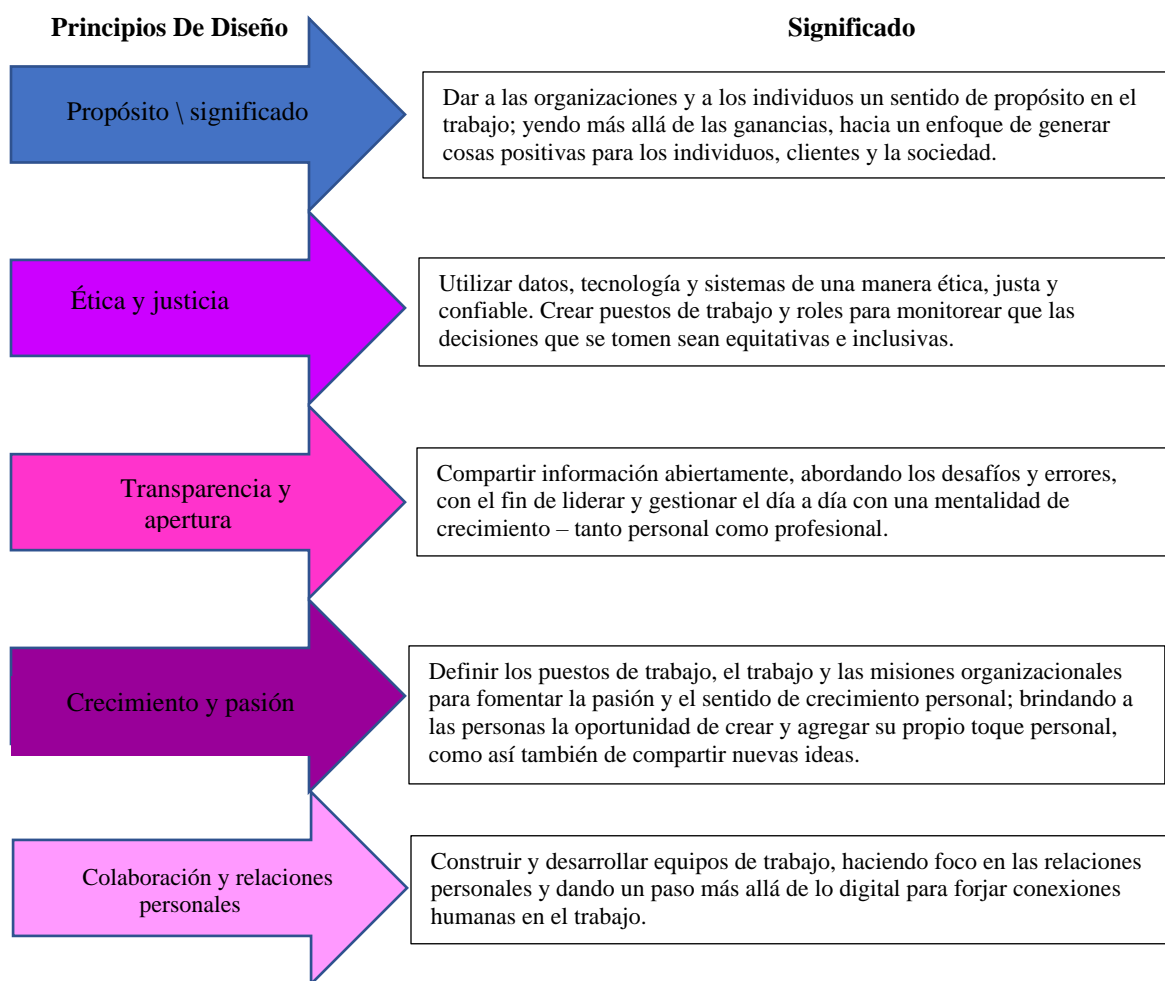 Principios De Diseño
Significado
Propósito \ significado
Dar a las organizaciones y a los individuos un sentido de propósito en el
trabajo; yendo más allá de las ganancias, hacia un enfoque de generar
cosas positivas para los individuos, clientes y la sociedad.
Ética y justicia
Utilizar datos, tecnología y sistemas de una manera ética, justa y
confiable. Crear puestos de trabajo y roles para monitorear que las
decisiones que se tomen sean equitativas e inclusivas.
Transparencia y
apertura
Compartir información abiertamente, abordando los desafíos y errores,
con el fin de liderar y gestionar el día a día con una mentalidad de
crecimiento – tanto personal como profesional.
Crecimiento y pasión
Definir los puestos de trabajo, el trabajo y las misiones organizacionales
para fomentar la pasión y el sentido de crecimiento personal; brindando a
las personas la oportunidad de crear y agregar su propio toque personal,
como así también de compartir nuevas ideas.
Colaboración y relaciones
personales
Construir y desarrollar equipos de trabajo, haciendo foco en las relaciones
personales y dando un paso más allá de lo digital para forjar conexiones
humanas en el trabajo.